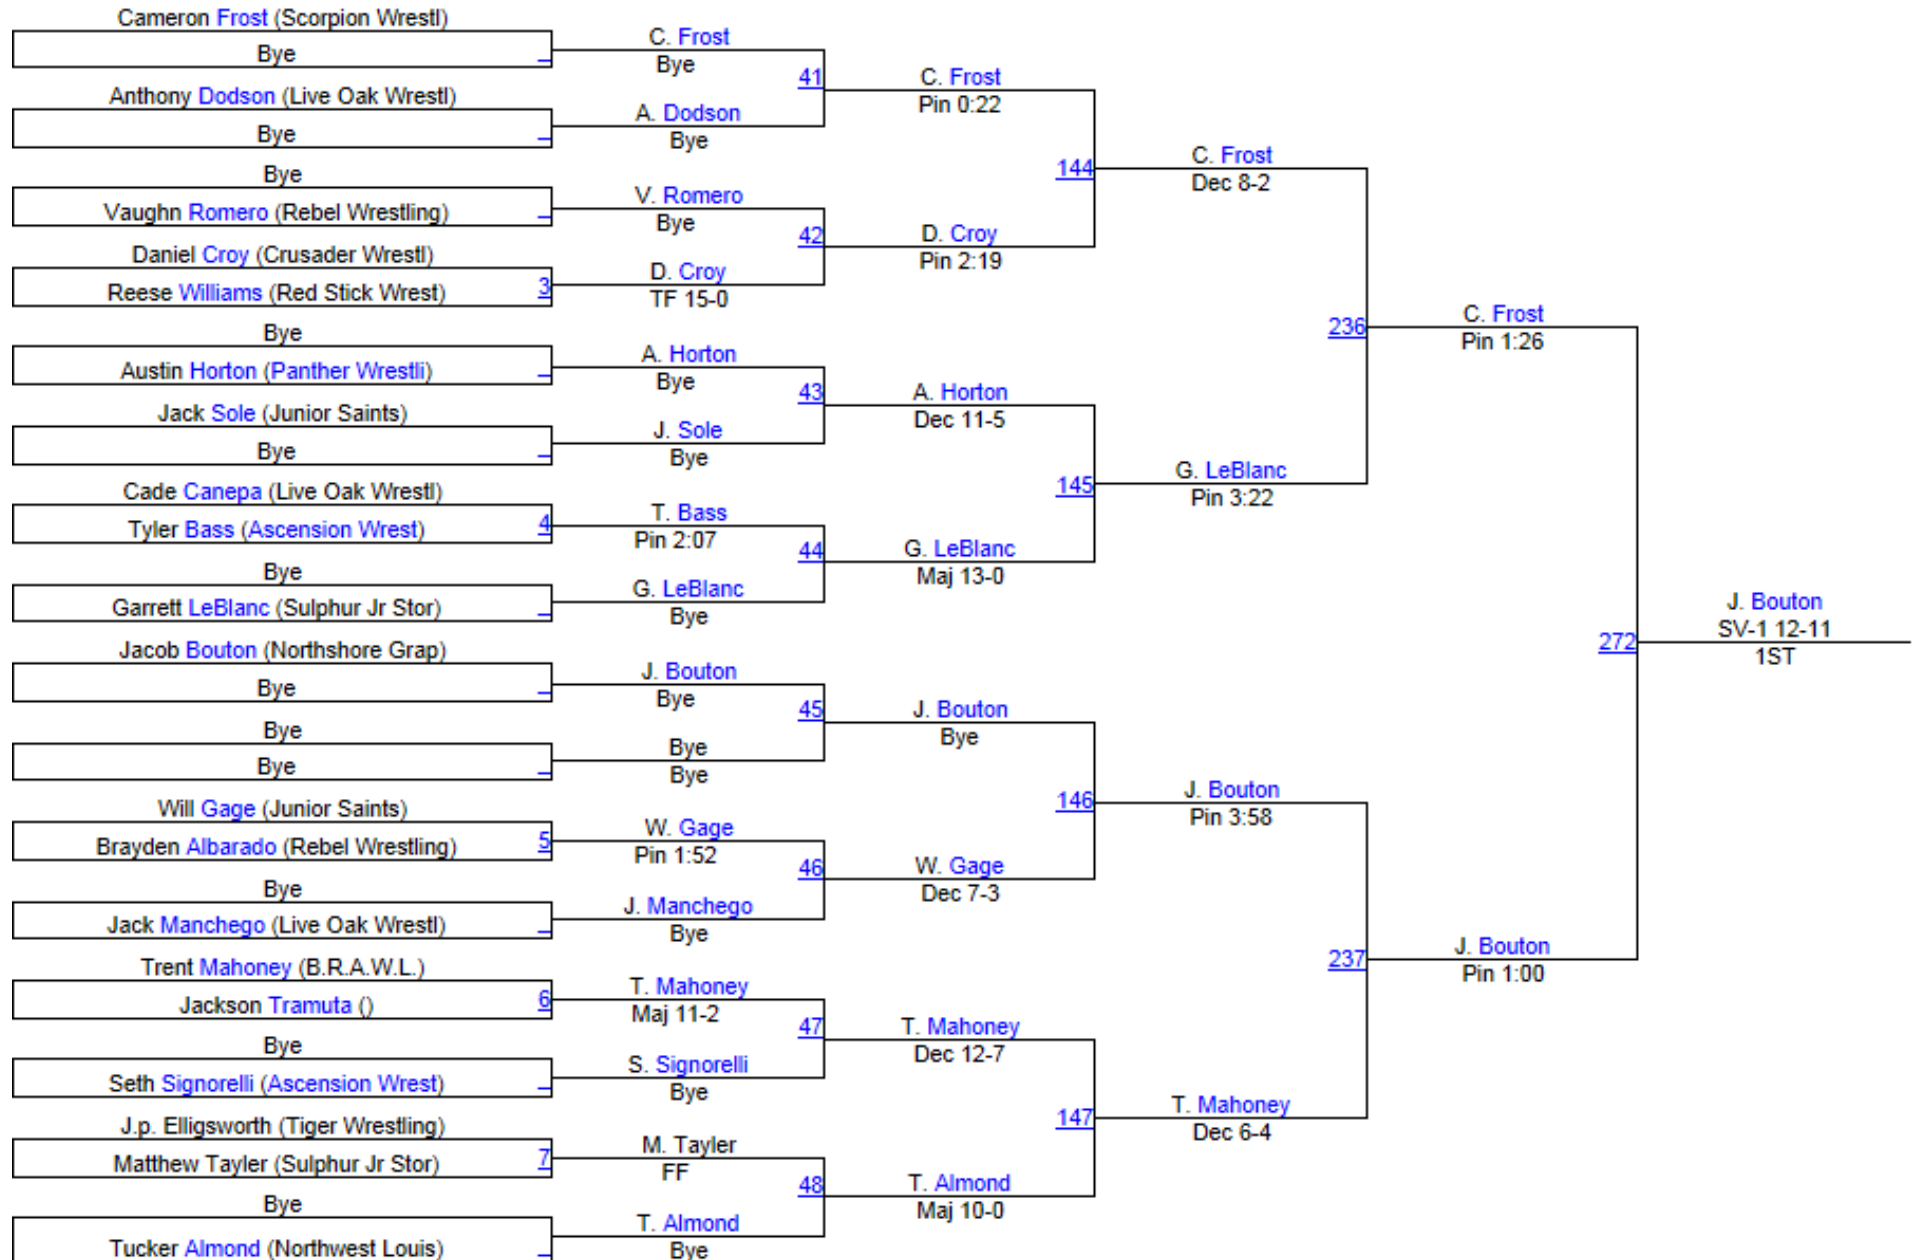 Cameron Frost (Scorpion Wrestl)
Bye
Anthony Dodson (Live Oak Wrestl)
Bye
Bye
Vaughn Romero (Rebel Wrestling)
Daniel Croy (Crusader Wrestl)
Reese Williams (Red Stick Wrest) 3
Bye
Austin Horton (Panther Wrestli)
Jack Sole (Junior Saints)
Bye
Cade Canepa (Live Oak Wrestl)
Tyler Bass (Ascension Wrest) 4
Bye
Garrett LeBlanc (Sulphur Jr Stor)
Jacob Bouton (Northshore Grap)
Bye
Bye
Bye
Will Gage (Junior Saints)
Brayden Albarado (Rebel Wrestling) 5
Bye
Jack Manchego (Live Oak Wrestl)
Trent Mahoney (B.R.A.W.L.)
Jackson Tramuta () 6
Bye
Seth Signorelli (Ascension Wrest)
J.p. Elligsworth (Tiger Wrestling)
Matthew Tayler (Sulphur Jr Stor) 7
Bye
Tucker Almond (Northwest Louis)
C. Frost
Bye
41
A. Dodson
Bye
V. Romero
Bye
42
D. Croy
TF 15-0
A. Horton
Bye
43
J. Sole
Bye
T. Bass
Pin 2:07
44
G. LeBlanc
Bye
J. Bouton
Bye
45
Bye
Bye
W. Gage
Pin 1:52
46
J. Manchego
Bye
T. Mahoney
Maj 11-2
47
S. Signorelli
Bye
M. Tayler
FF
48
T. Almond
Bye
C. Frost
Pin 0:22
144
D. Croy
Pin 2:19
A. Horton
Dec 11-5
145
G. LeBlanc
Maj 13-0
J. Bouton
Bye
146
W. Gage
Dec 7-3
T. Mahoney
Dec 12-7
147
T. Almond
Maj 10-0
C. Frost
Dec 8-2
236
G. LeBlanc
Pin 3:22
J. Bouton
Pin 3:58
237
T. Mahoney
Dec 6-4
C. Frost
Pin 1:26
272
J. Bouton
Pin 1:00
J. Bouton
SV-1 12-11
1ST